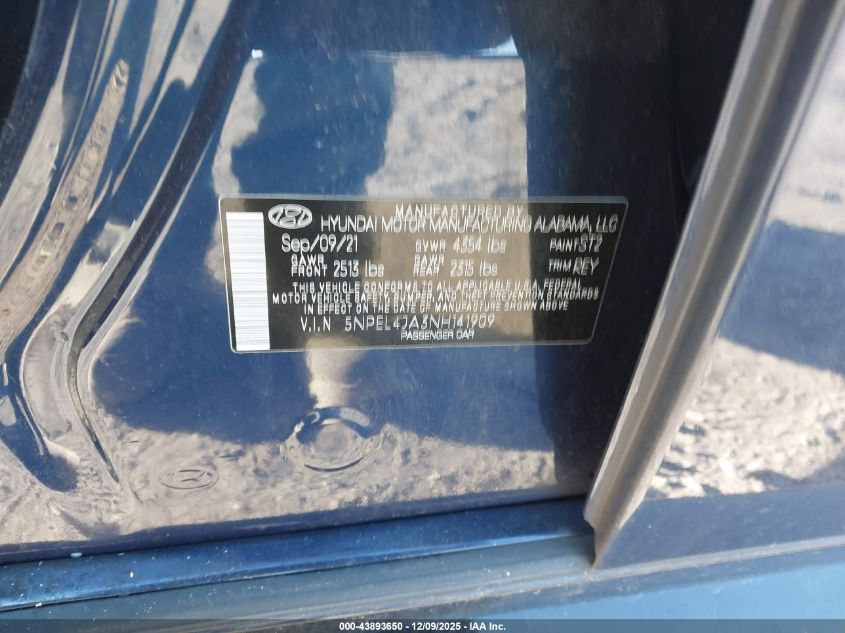 MANUFACTURED BY
HYUNDAI MOTOR MANUFACTURING ALABAMA, LLC
Sep/09/21 GVWR 4354 lbs PAINT ST2
GAWR FRONT 2513 lbs GAWR REAR 2315 lbs TRIM REY
THIS VEHICLE CONFORMS TO ALL APPLICABLE U.S.A. FEDERAL
MOTOR VEHICLE SAFETY, BUMPER, AND THEFT PREVENTION STANDARDS
IN EFFECT ON THE DATE OF MANUFACTURE SHOWN ABOVE.
V.I.N 5NPEL4JA3NH141909
PASSENGER CAR
000-43893650 | 12/09/2025 | IAA Inc.